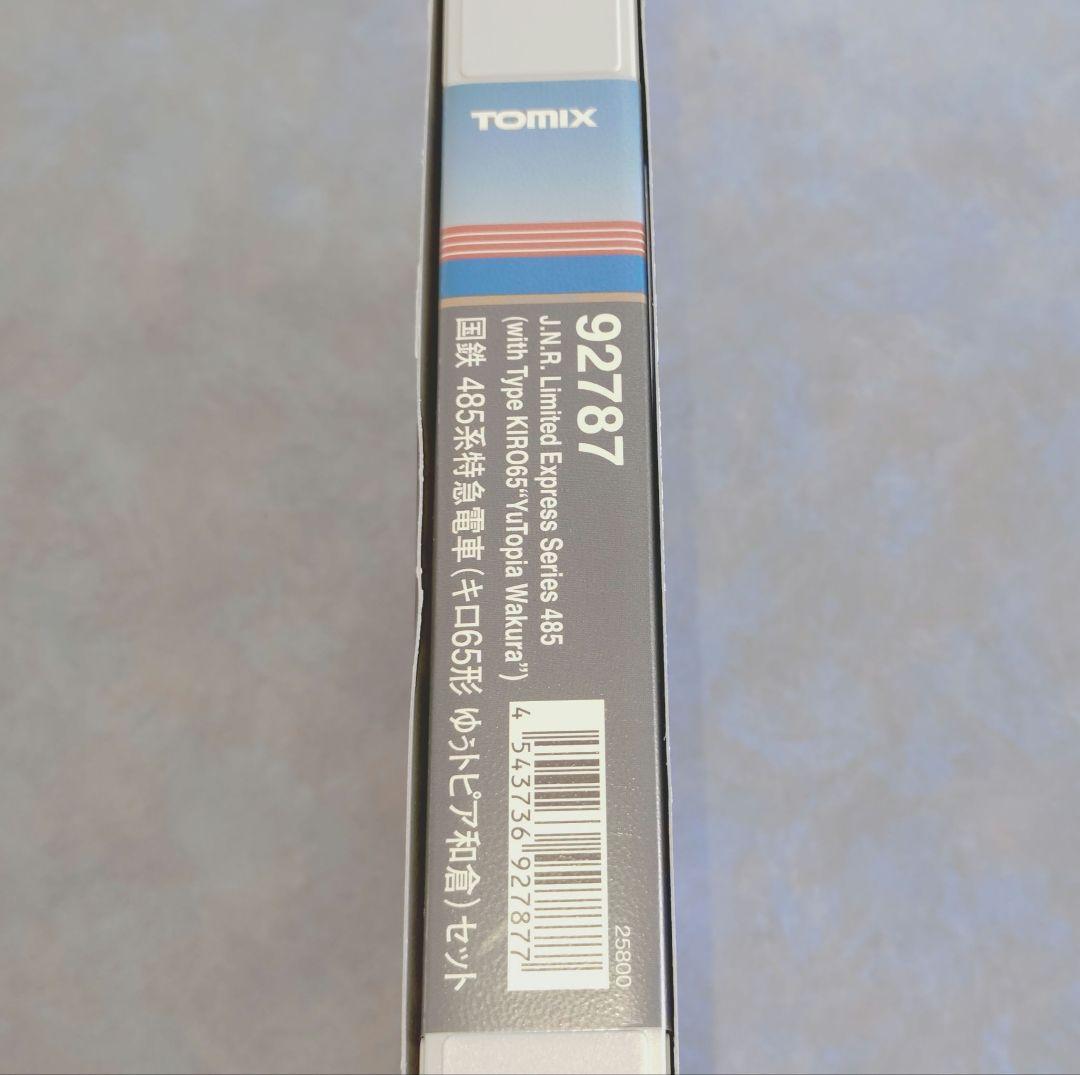 TOMIX
92787
J.N.R. Limited Express Series 485
(with Type KIRO65“YuTopia Wakura”)
国鉄 485系特急電車(キロ65形 ゆぅトピア和倉)セット
4 543736 927877
25800